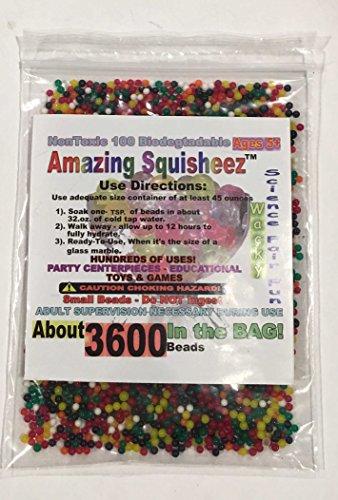 NonToxic 100 Biodegtadable Ages 5+
Amazing Squisheez™
Use Directions:
Use adequate size container of at least 45 ounces
1). Soak one- TSP. of beads in about
32.oz of cold tap water.
2). Walk away - allow up to 12 hours to
fully hydrate.
3). Ready-To-Use, When it's the size of a
glass marble.
HUNDREDS OF USES!
PARTY CENTERPIECES - EDUCATIONAL
TOYS & GAMES
CAUTION CHOKING HAZARD!
Small Beads - Do NOT Ingest
ADULT SUPERVISION NECESSARY DURING USE
About 3600 In the BAG!
Beads
Wacky
Science Fair Fun